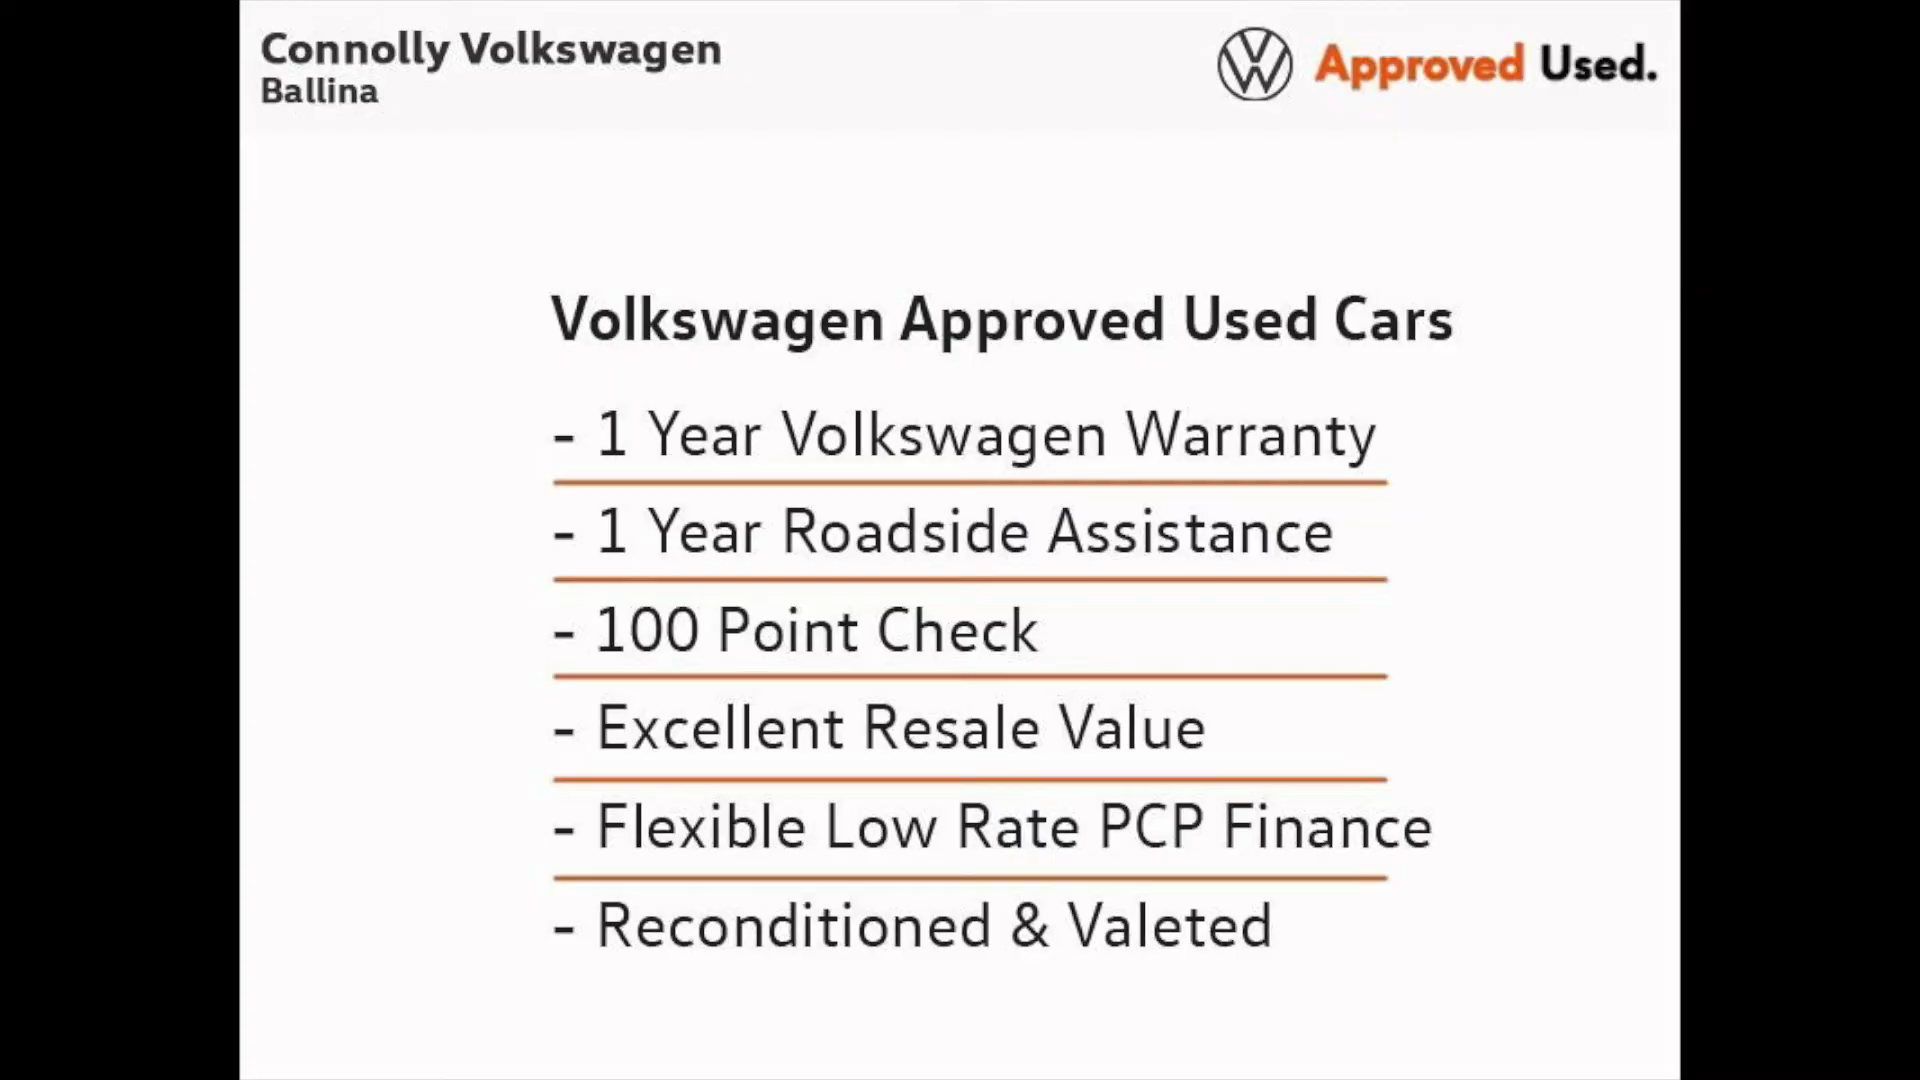 Connolly Volkswagen
Ballina
Approved Used.
Volkswagen Approved Used Cars
- 1 Year Volkswagen Warranty
- 1 Year Roadside Assistance
- 100 Point Check
- Excellent Resale Value
- Flexible Low Rate PCP Finance
- Reconditioned & Valeted